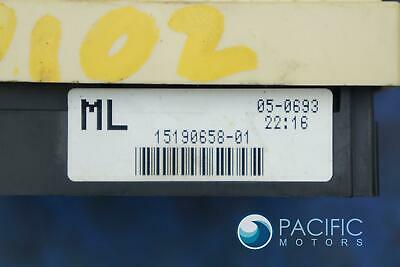 0102
ML
05-0693
22:16
15190658-01
PACIFIC
MOTORS